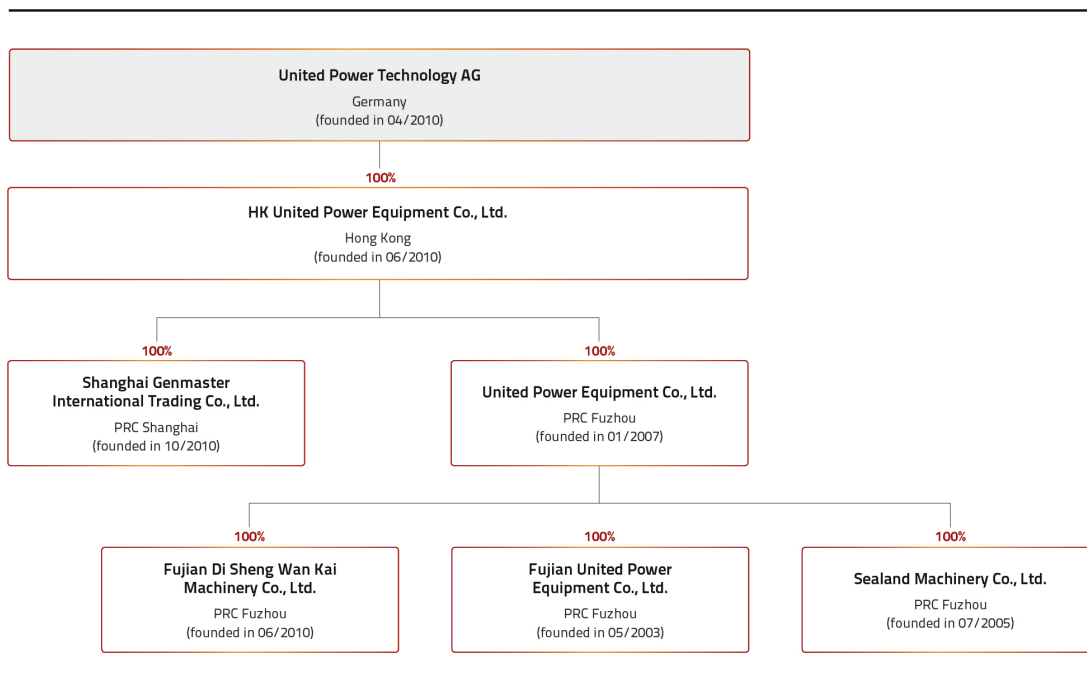 United Power Technology AG
Germany
(founded in 04/2010)
100%
HK United Power Equipment Co., Ltd.
Hong Kong
(founded in 06/2010)
100%
100%
Shanghai Genmaster
International Trading Co., Ltd.
PRC Shanghai
(founded in 10/2010)
United Power Equipment Co., Ltd.
PRC Fuzhou
(founded in 01/2007)
100%
100%
100%
Fujian Di Sheng Wan Kai
Machinery Co., Ltd.
PRC Fuzhou
(founded in 06/2010)
Fujian United Power
Equipment Co., Ltd.
PRC Fuzhou
(founded in 05/2003)
Sealand Machinery Co., Ltd.
PRC Fuzhou
(founded in 07/2005)